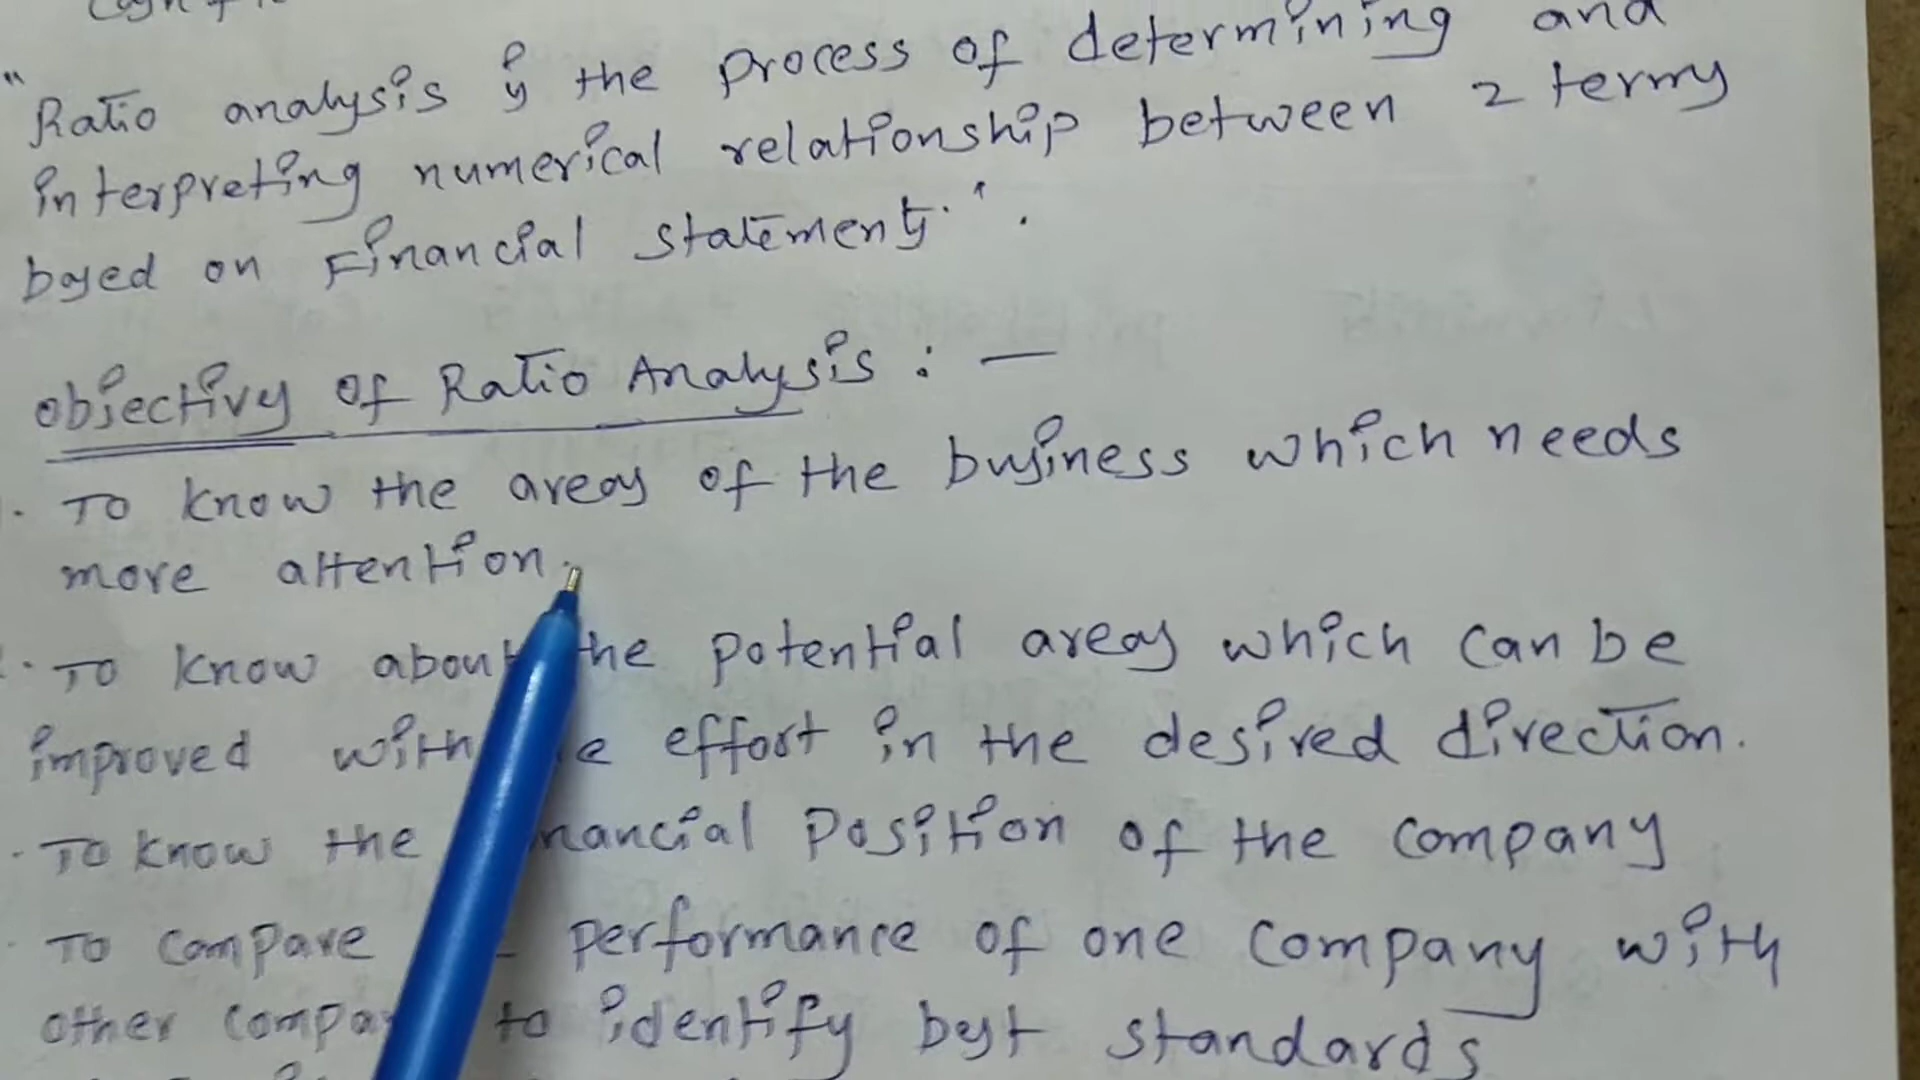 "Ratio analysis is the process of determining and
interpreting numerical relationship between 2 terms
based on Financial statements.".
Objectives of Ratio Analysis : —
. To know the areas of the business which needs
more attention.
. To know about the potential areas which can be
improved with effort in the desired direction.
. To know the financial position of the company
. To compare performance of one company with
other to identify best standards